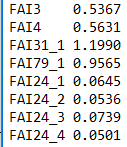 FAI3 0.5367
FAI4 0.5631
FAI31_1 1.1990
FAI79_1 0.9565
FAI24_1 0.0645
FAI24_2 0.0536
FAI24_3 0.0739
FAI24_4 0.0501